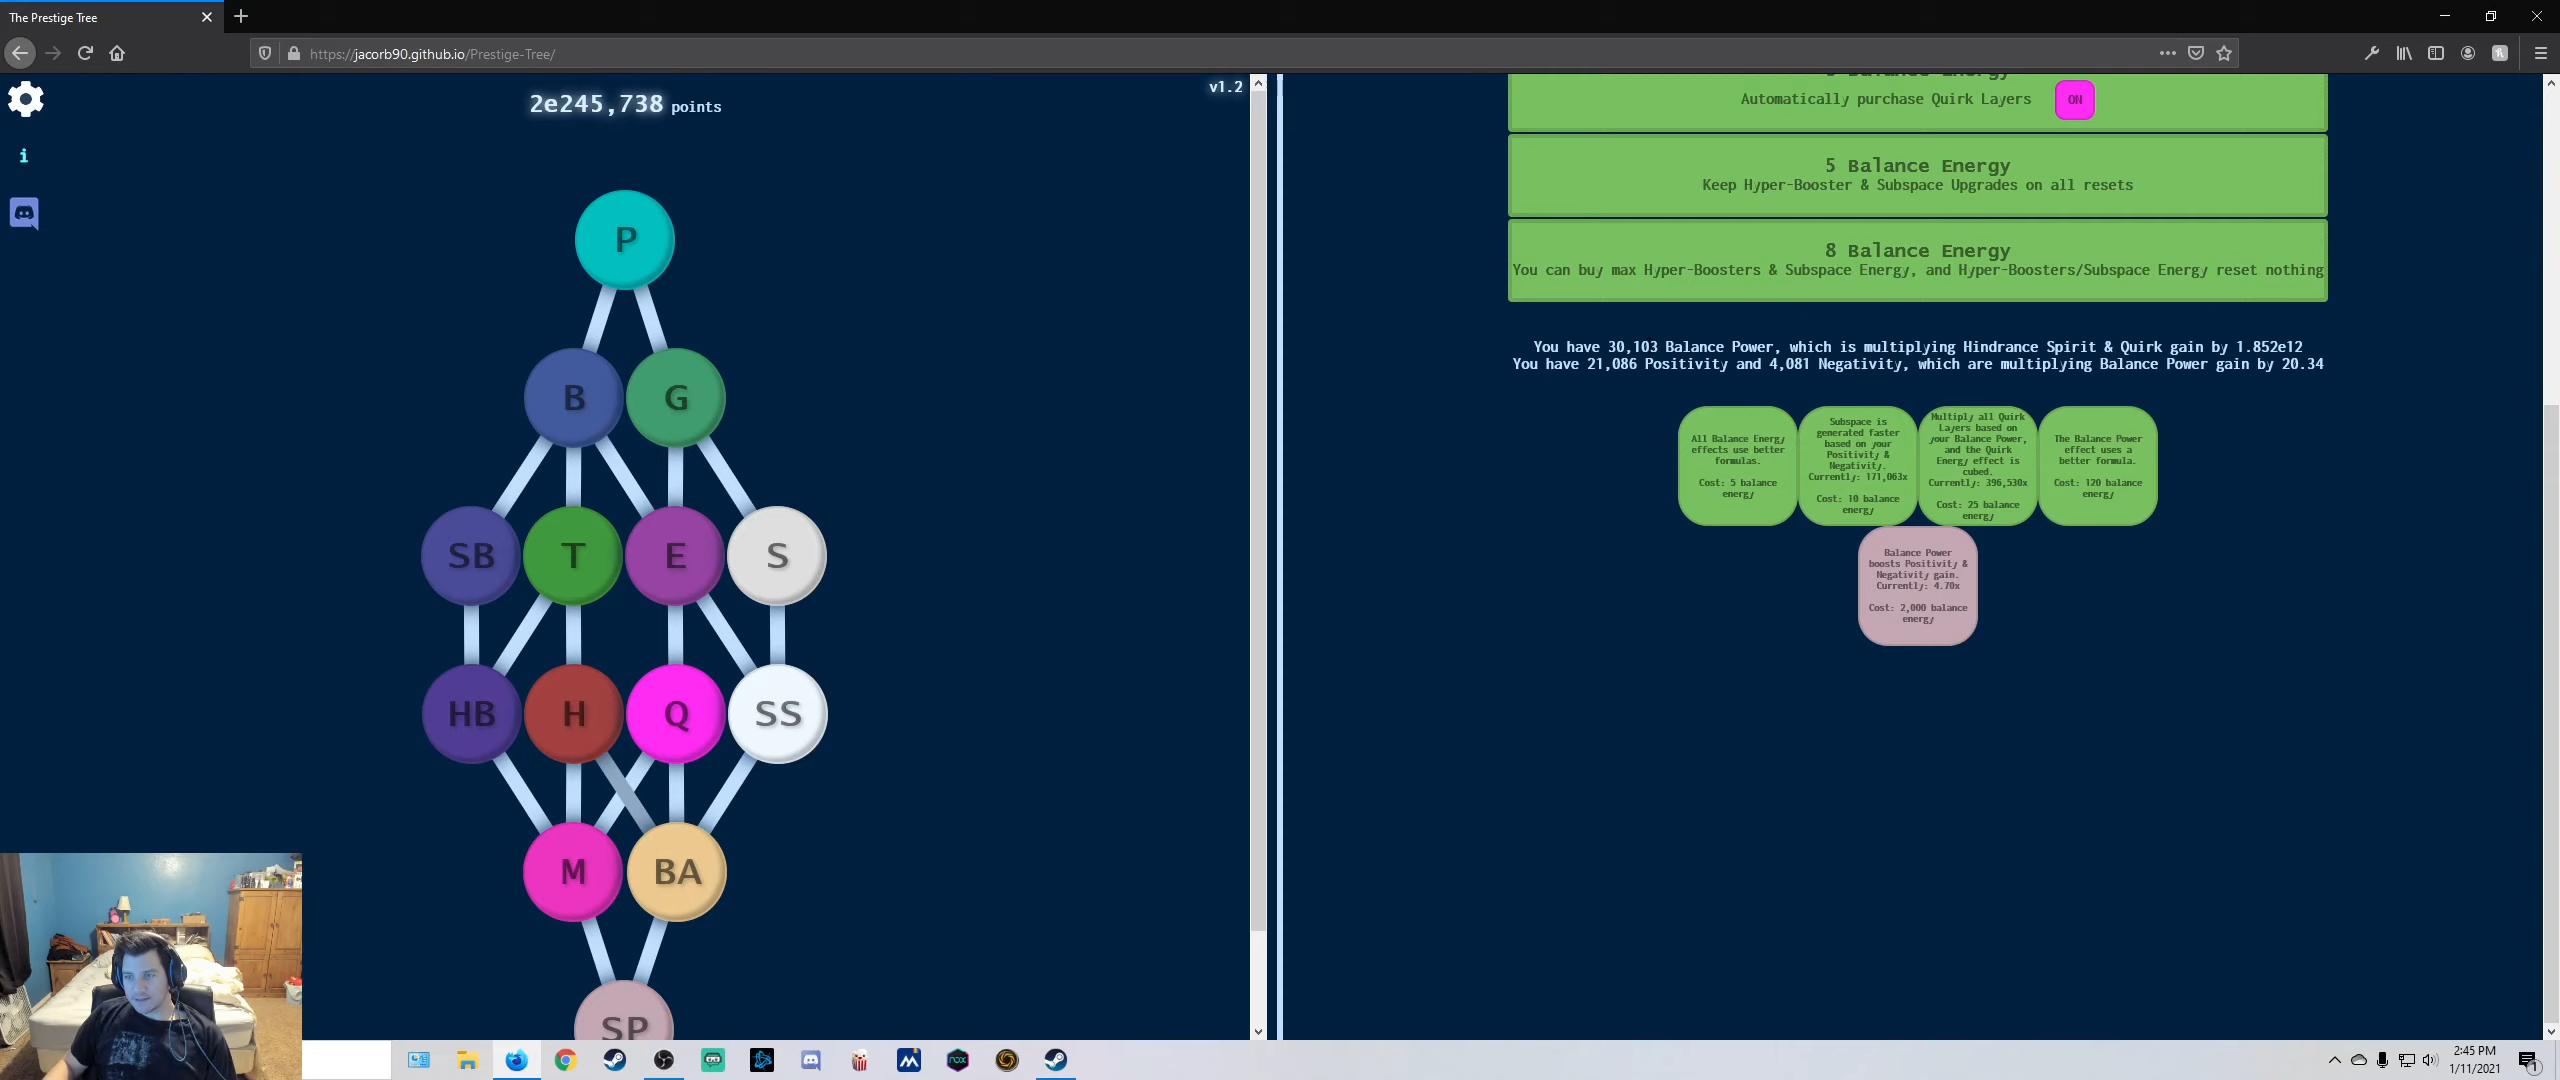 The Prestige Tree
https://jacorb90.github.io/Prestige-Tree/
2e245,738 points
v1.2
i
P
B
G
SB
T
E
S
HB
H
Q
SS
M
BA
SP
Balance Energy
Automatically purchase Quirk Layers
ON
5 Balance Energy
Keep Hyper-Booster & Subspace Upgrades on all resets
8 Balance Energy
You can buy max Hyper-Boosters & Subspace Energy, and Hyper-Boosters/Subspace Energy reset nothing
You have 30,103 Balance Power, which is multiplying Hindrance Spirit & Quirk gain by 1.852e12
You have 21,086 Positivity and 4,081 Negativity, which are multiplying Balance Power gain by 20.34
All Balance Energy
effects use better
formulas.
Cost: 5 balance
energy
Subspace is
generated faster
based on your
Positivity &
Negativity.
Currently: 171,063x
Cost: 10 balance
energy
Multiply all Quirk
Layers based on
your Balance Power,
and the Quirk
Energy effect is
cubed.
Currently: 396,530x
Cost: 25 balance
energy
The Balance Power
effect uses a
better formula.
Cost: 120 balance
energy
Balance Power
boosts Positivity &
Negativity gain.
Currently: 4.70x
Cost: 2,000 balance
energy
2:45 PM
1/11/2021